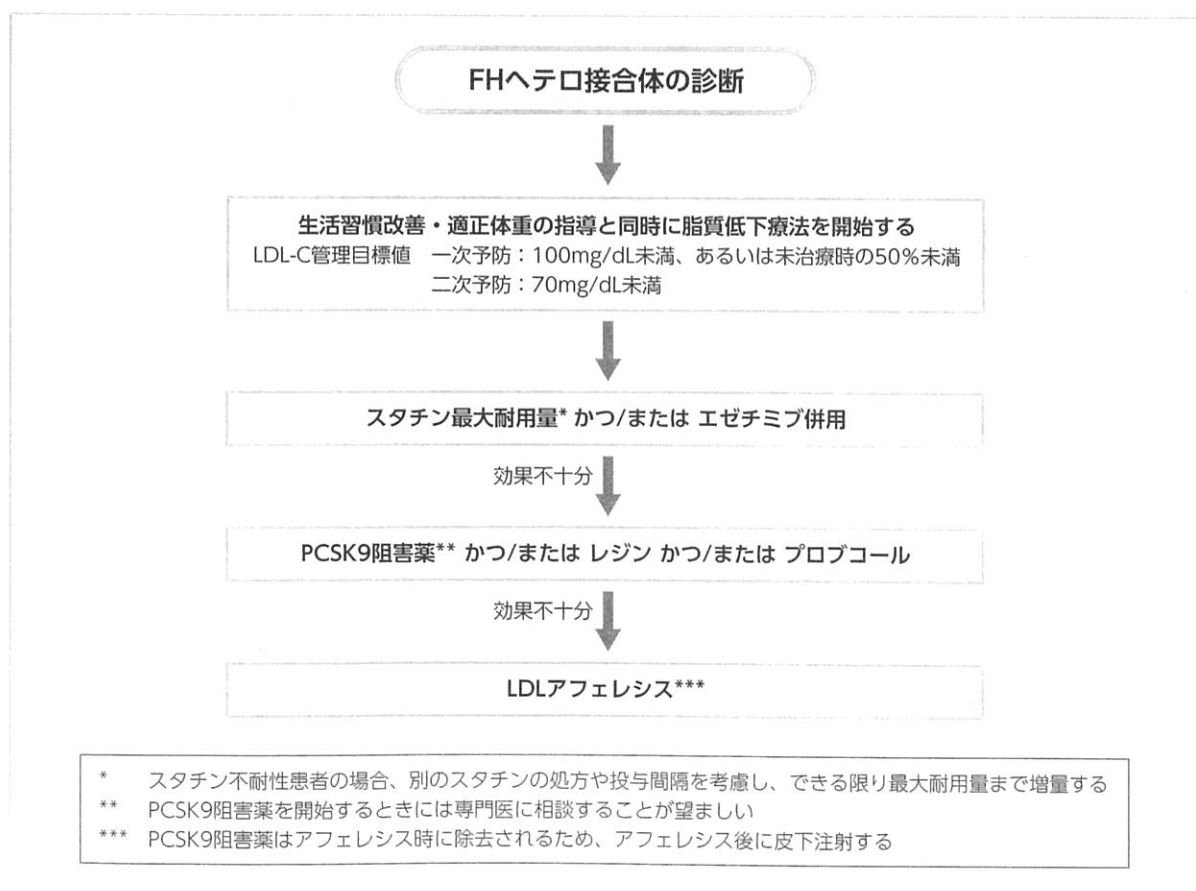 FHヘテロ接合体の診断
生活習慣改善・適正体重の指導と同時に脂質低下療法を開始する
LDL-C管理目標値 一次予防：100mg/dL未満、あるいは未治療時の50％未満
二次予防：70mg/dL未満
スタチン最大耐用量* かつ/または エゼチミブ併用
効果不十分
PCSK9阻害薬** かつ/または レジン かつ/または プロブコール
効果不十分
LDLアフェレシス***
* スタチン不耐性患者の場合、別のスタチンの処方や投与間隔を考慮し、できる限り最大耐用量まで増量する
** PCSK9阻害薬を開始するときには専門医に相談することが望ましい
*** PCSK9阻害薬はアフェレシス時に除去されるため、アフェレシス後に皮下注射する